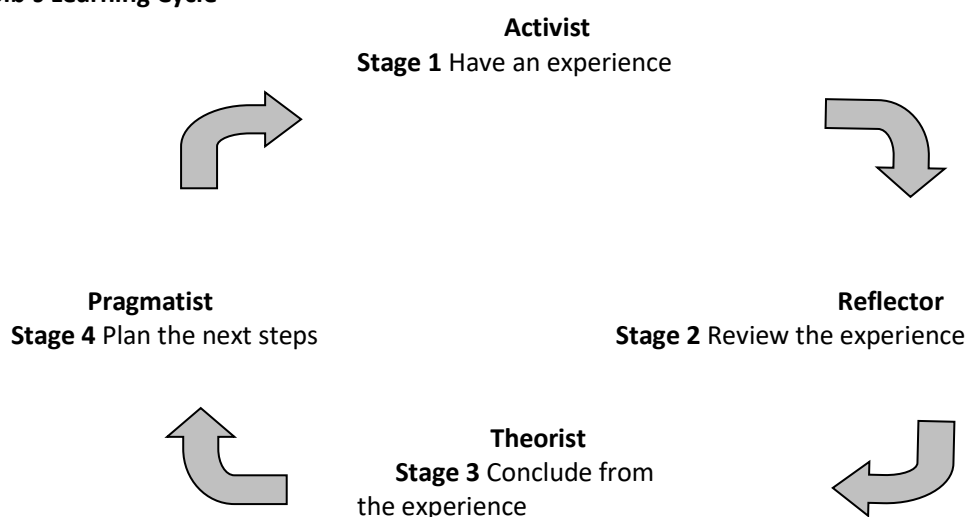 Learning Cycle
Activist
Stage 1 Have an experience
Pragmatist
Stage 4 Plan the next steps
Reflector
Stage 2 Review the experience
Theorist
Stage 3 Conclude from
the experience